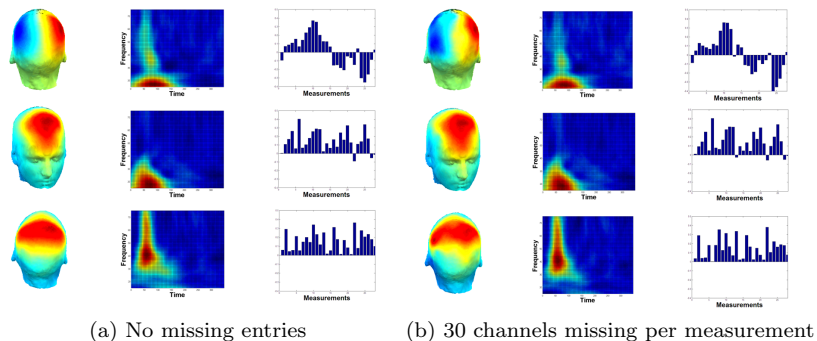 Frequency
Time
Measurements
Frequency
Time
Measurements
Frequency
Time
Measurements
Frequency
Time
Measurements
Frequency
Time
Measurements
Frequency
Time
Measurements
(a) No missing entries
(b) 30 channels missing per measurement